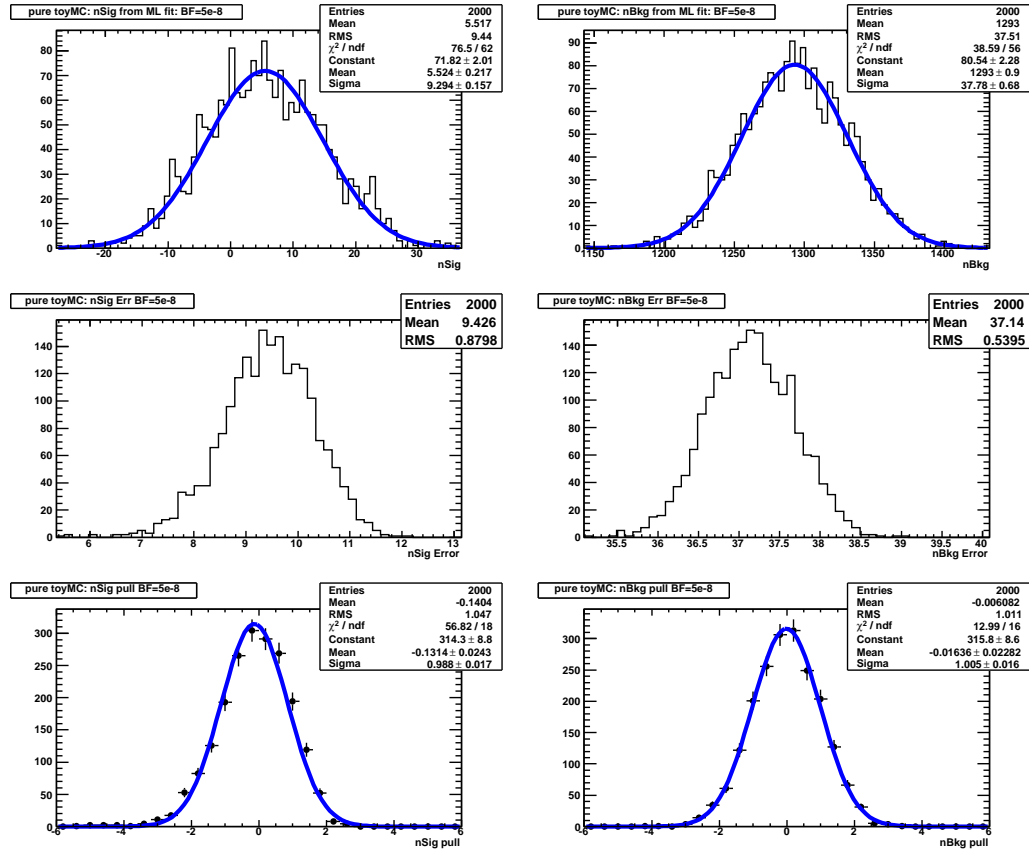 pure toyMC: nSig from ML fit: BF=5e-8
Entries 2000
Mean 5.517
RMS 9.44
χ² / ndf 76.5 / 62
Constant 71.82 ± 2.01
Mean 5.524 ± 0.217
Sigma 9.294 ± 0.157
80
70
60
50
40
30
20
10
0
-20 -10 0 10 20 30
nSig
pure toyMC: nBkg from ML fit: BF=5e-8
Entries 2000
Mean 1293
RMS 37.51
χ² / ndf 38.59 / 56
Constant 80.54 ± 2.28
Mean 1293 ± 0.9
Sigma 37.78 ± 0.68
90
80
70
60
50
40
30
20
10
0
1150 1200 1250 1300 1350 1400
nBkg
pure toyMC: nSig Err BF=5e-8
Entries 2000
Mean 9.426
RMS 0.8798
140
120
100
80
60
40
20
0
6 7 8 9 10 11 12 13
nSig Error
pure toyMC: nBkg Err BF=5e-8
Entries 2000
Mean 37.14
RMS 0.5395
140
120
100
80
60
40
20
0
35.5 36 36.5 37 37.5 38 38.5 39 39.5 40
nBkg Error
pure toyMC: nSig pull BF=5e-8
Entries 2000
Mean -0.1404
RMS 1.047
χ² / ndf 56.82 / 18
Constant 314.3 ± 8.8
Mean -0.1314 ± 0.0243
Sigma 0.988 ± 0.017
300
250
200
150
100
50
0
-6 -4 -2 0 2 4 6
nSig pull
pure toyMC: nBkg pull BF=5e-8
Entries 2000
Mean -0.006082
RMS 1.011
χ² / ndf 12.99 / 16
Constant 315.8 ± 8.6
Mean -0.01636 ± 0.02282
Sigma 1.005 ± 0.016
300
250
200
150
100
50
0
-6 -4 -2 0 2 4 6
nBkg pull